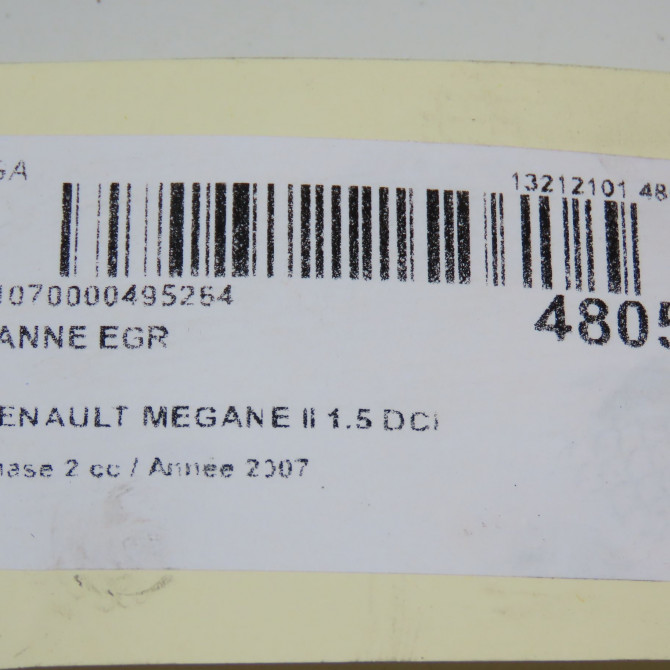 GA
13212101 48
1070000495264
ANNE EGR
4805
ENAULT MEGANE II 1.5 DCI
hase 2 cc / Année 2007